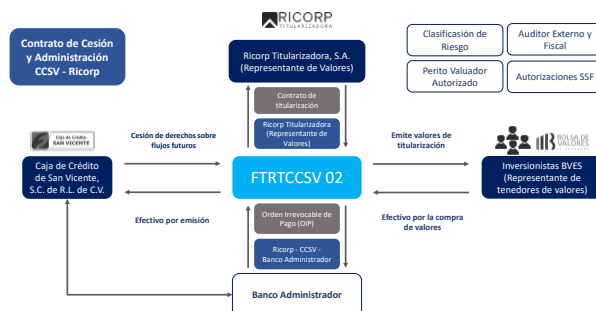 RICORP
TITULARIZADORA
Contrato de Cesión
y Administración
CCSV - Ricorp
Ricorp Titularizadora, S.A.
(Representante de Valores)
Clasificación de
Riesgo
Auditor Externo y
Fiscal
Perito Valuador
Autorizado
Autorizaciones SSF
Contrato de
titularización
Ricorp Titularizadora
(Representante de
Valores)
Caja de Crédito
SAN VICENTE
Cesión de derechos sobre
flujos futuros
Emite valores de
titularización
BOLSA DE
VALORES
Caja de Crédito
de San Vicente,
S.C. de R.L. de C.V.
FTRTCCSV 02
Inversionistas BVES
(Representante de
tenedores de valores)
Efectivo por emisión
Orden Irrevocable de
Pago (OIP)
Efectivo por la compra
de valores
Ricorp - CCSV -
Banco Administrador
Banco Administrador